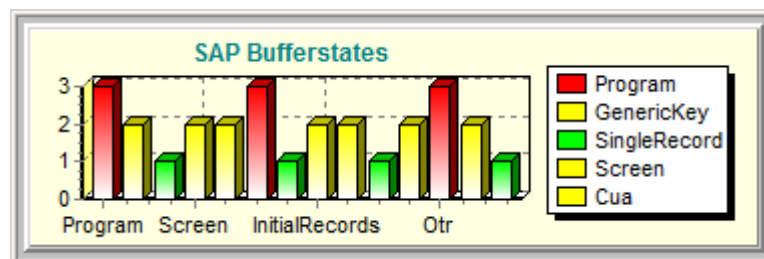 SAP Bufferstates
3
2
1
0
Program Screen InitialRecords Otr
Program
GenericKey
SingleRecord
Screen
Cua